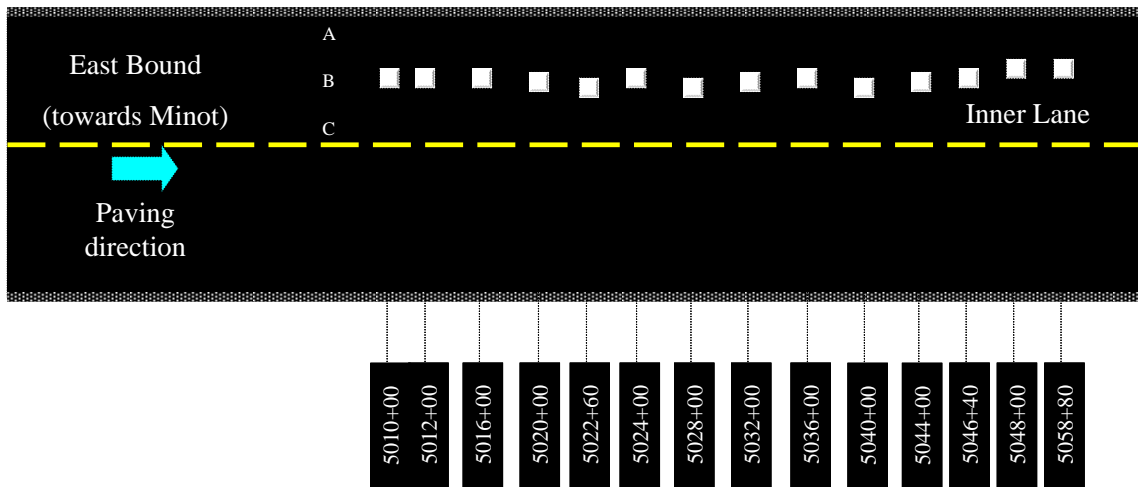 A
East Bound
B
(towards Minot)
Inner Lane
C
Paving
direction
5010+00
5012+00
5016+00
5020+00
5022+60
5024+00
5028+00
5032+00
5036+00
5040+00
5044+00
5046+40
5048+00
5058+80